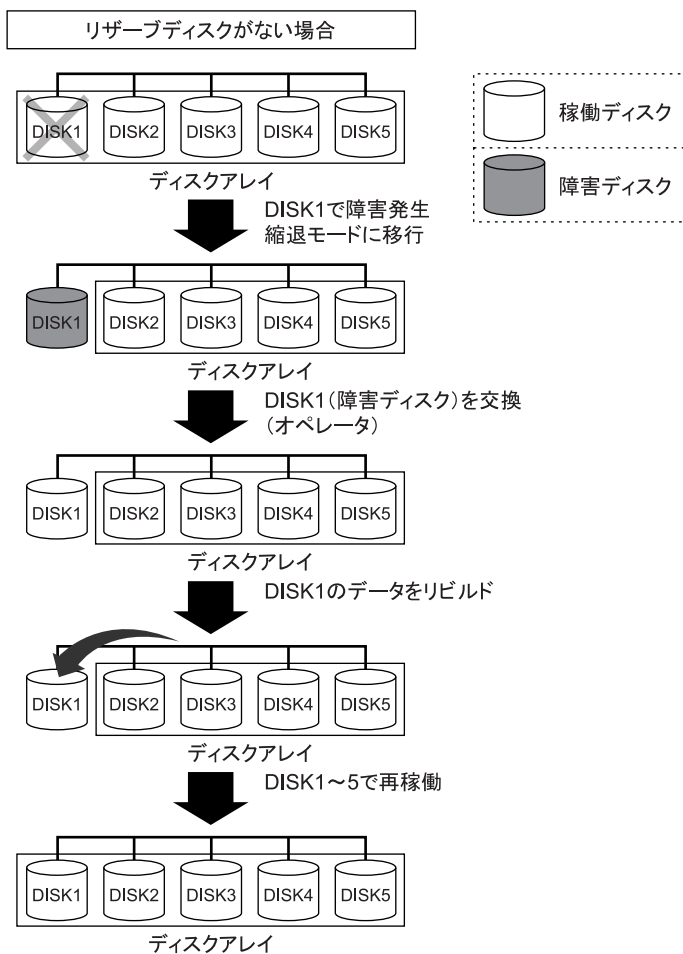 リザーブディスクがない場合
DISK1 DISK2 DISK3 DISK4 DISK5
ディスクアレイ
稼働ディスク
障害ディスク
DISK1で障害発生
縮退モードに移行
DISK1 DISK2 DISK3 DISK4 DISK5
ディスクアレイ
DISK1（障害ディスク）を交換
（オペレータ）
DISK1 DISK2 DISK3 DISK4 DISK5
ディスクアレイ
DISK1のデータをリビルド
DISK1 DISK2 DISK3 DISK4 DISK5
ディスクアレイ
DISK1～5で再稼働
DISK1 DISK2 DISK3 DISK4 DISK5
ディスクアレイ